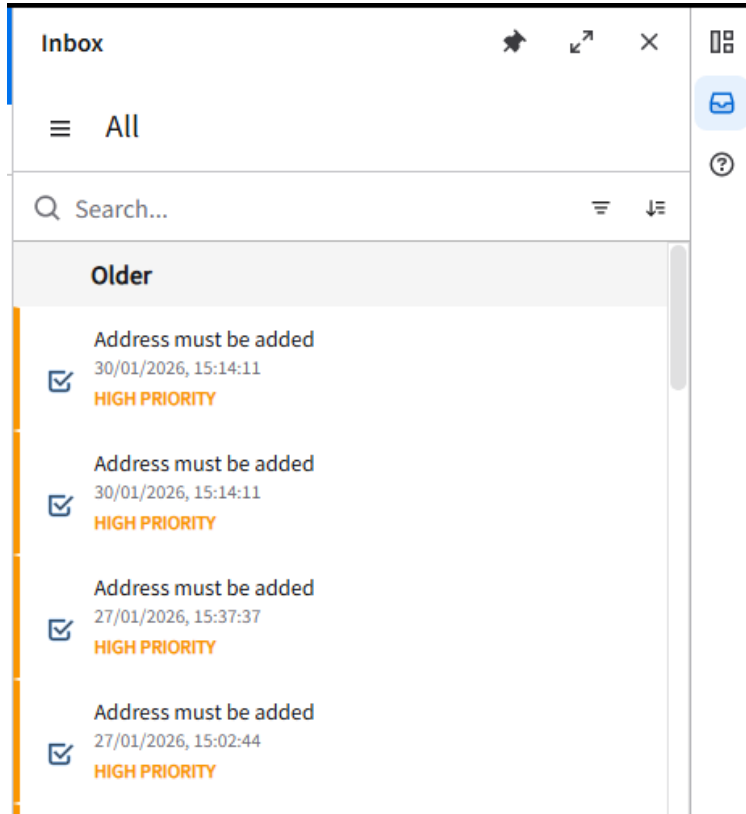 Inbox
All
Search...
Older
Address must be added
30/01/2026, 15:14:11
HIGH PRIORITY
Address must be added
30/01/2026, 15:14:11
HIGH PRIORITY
Address must be added
27/01/2026, 15:37:37
HIGH PRIORITY
Address must be added
27/01/2026, 15:02:44
HIGH PRIORITY